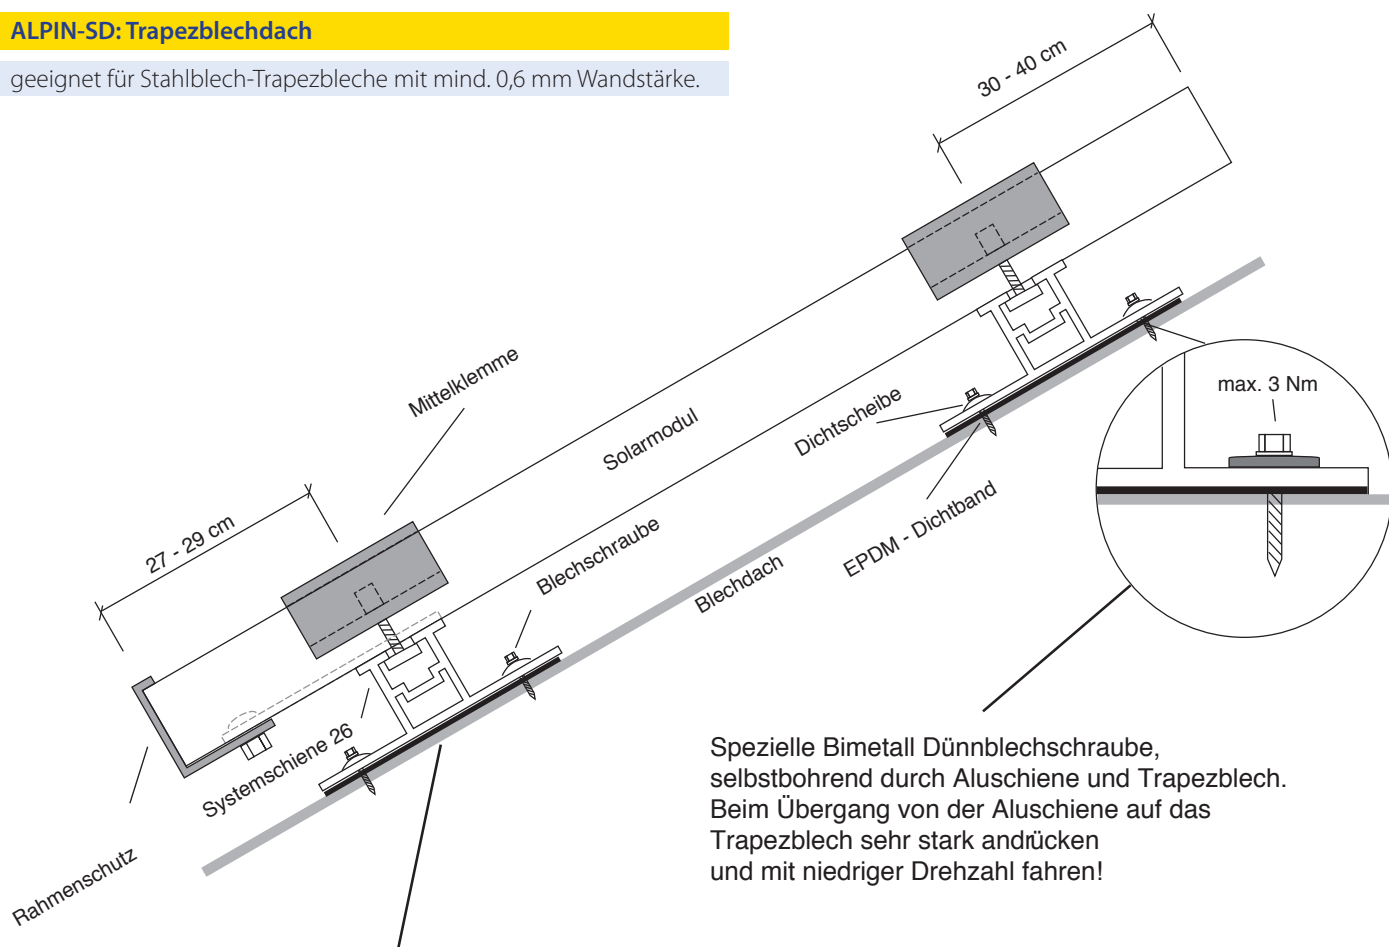 ALPIN-SD: Trapezblechdach
geeignet für Stahlblech-Trapezbleche mit mind. 0,6 mm Wandstärke.
30 - 40 cm
Mittelklemme
Solarmodul
Dichtscheibe
max. 3 Nm
27 - 29 cm
Blechschraube
EPDM - Dichtband
Blechdach
Systemschiene 26
Rahmenschutz
Spezielle Bimetall Dünnblechschraube,
selbstbohrend durch Aluschiene und Trapezblech.
Beim Übergang von der Aluschiene auf das
Trapezblech sehr stark andrücken
und mit niedriger Drehzahl fahren!